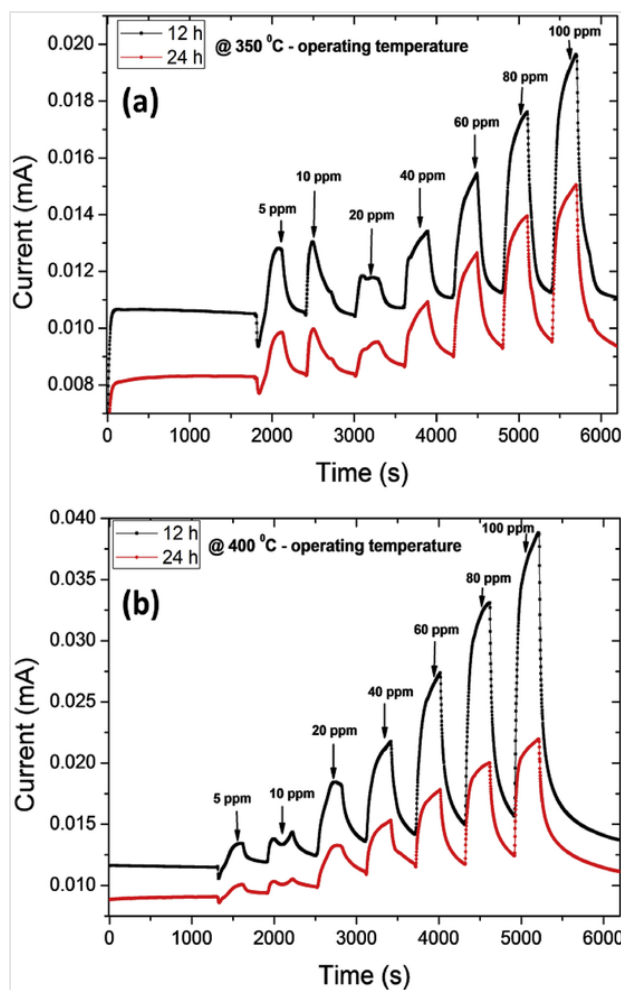 12 h
24 h
@ 350 ⁰C - operating temperature
(a)
5 ppm
10 ppm
20 ppm
40 ppm
60 ppm
80 ppm
100 ppm
0.020
0.018
0.016
0.014
0.012
0.010
0.008
Current (mA)
0 1000 2000 3000 4000 5000 6000
Time (s)
12 h
24 h
@ 400 ⁰C - operating temperature
(b)
5 ppm
10 ppm
20 ppm
40 ppm
60 ppm
80 ppm
100 ppm
0.040
0.035
0.030
0.025
0.020
0.015
0.010
Current (mA)
0 1000 2000 3000 4000 5000 6000
Time (s)